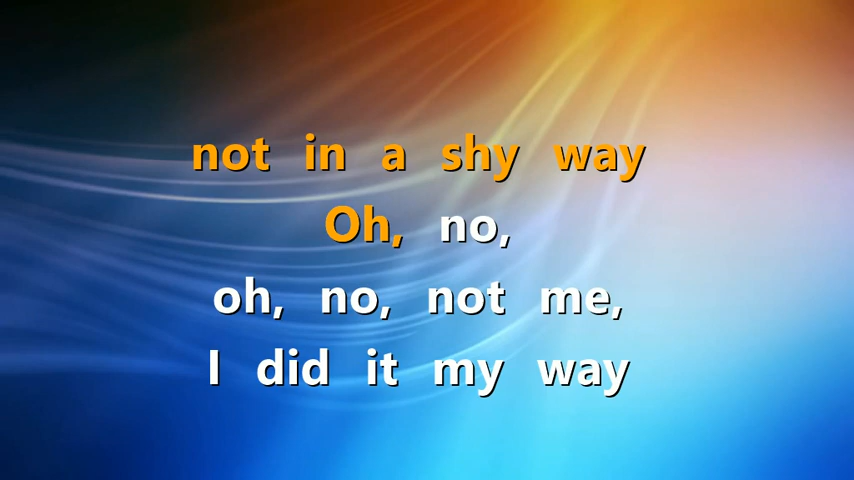 not in a shy way
Oh, no,
oh, no, not me,
I did it my way